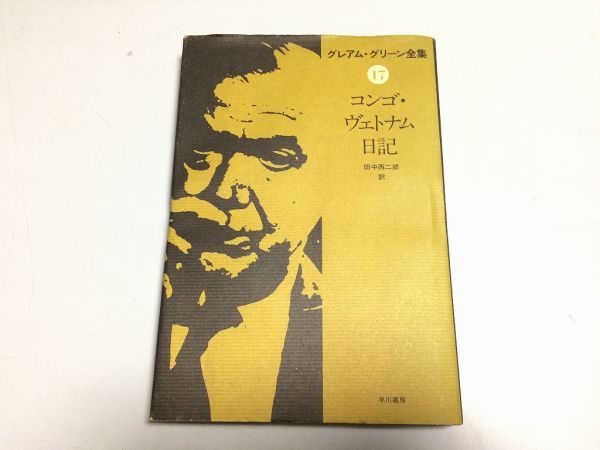 グレアム・グリーン全集
17
コンゴ・
ヴェトナム
日記
田中西二郎
訳
早川書房